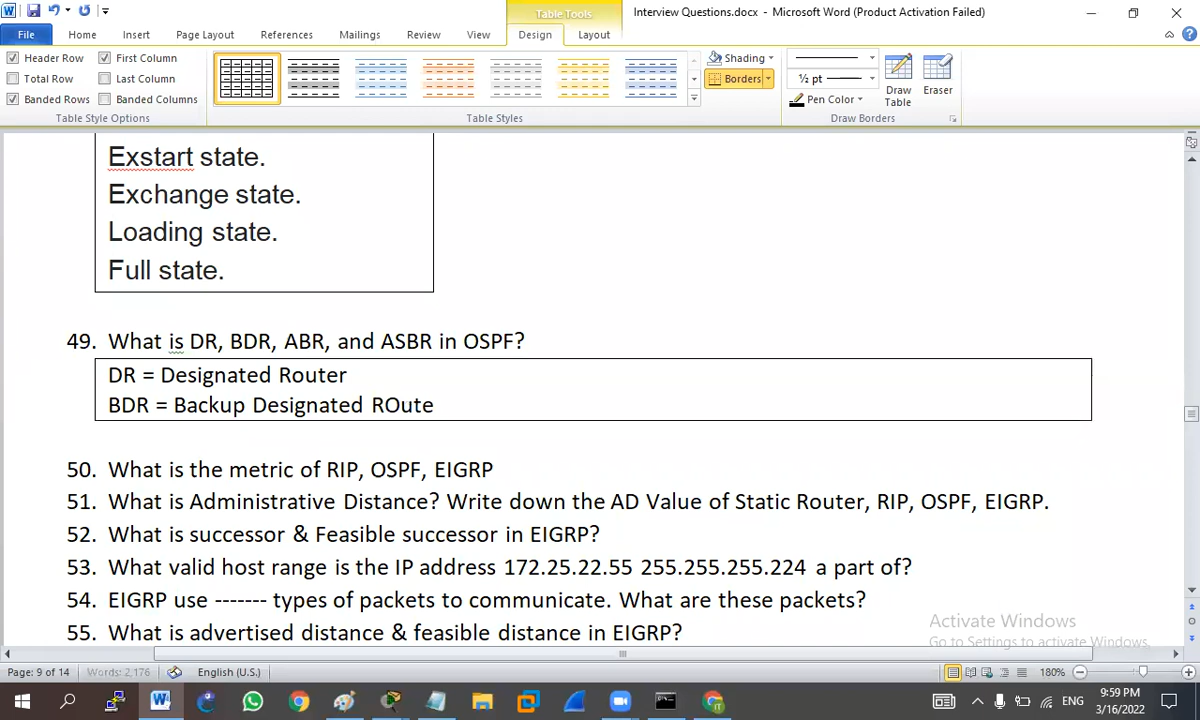 Table Tools
Interview Questions.docx - Microsoft Word (Product Activation Failed)
File Home Insert Page Layout References Mailings Review View Design Layout
Header Row First Column Shading
Total Row Last Column Borders ½ pt
Banded Rows Banded Columns Pen Color Draw Table Eraser
Table Style Options Table Styles Draw Borders
Exstart state.
Exchange state.
Loading state.
Full state.
49. What is DR, BDR, ABR, and ASBR in OSPF?
DR = Designated Router
BDR = Backup Designated ROute
50. What is the metric of RIP, OSPF, EIGRP
51. What is Administrative Distance? Write down the AD Value of Static Router, RIP, OSPF, EIGRP.
52. What is successor & Feasible successor in EIGRP?
53. What valid host range is the IP address 172.25.22.55 255.255.255.224 a part of?
54. EIGRP use ------- types of packets to communicate. What are these packets?
55. What is advertised distance & feasible distance in EIGRP?
Activate Windows
Go to Settings to activate Windows.
Page: 9 of 14 Words: 2,176 English (U.S.) 180%
ENG 9:59 PM
3/16/2022